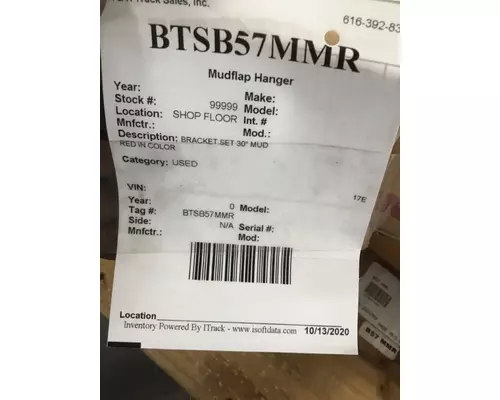 Truck Sales, Inc.
616-392-83
BTSB57MMR
Mudflap Hanger
Year: Make:
Stock #: 99999 Model:
Location: SHOP FLOOR Int. #
Mnfctr.: Mod.:
Description: BRACKET SET 30" MUD
RED IN COLOR
Category: USED
VIN: 17E
Year: 0 Model:
Tag #: BTSB57MMR
Side: N/A Serial #:
Mnfctr.: Mod:
Location
Inventory Powered By ITrack - www.isoftdata.com 10/13/2020
B57 MMR